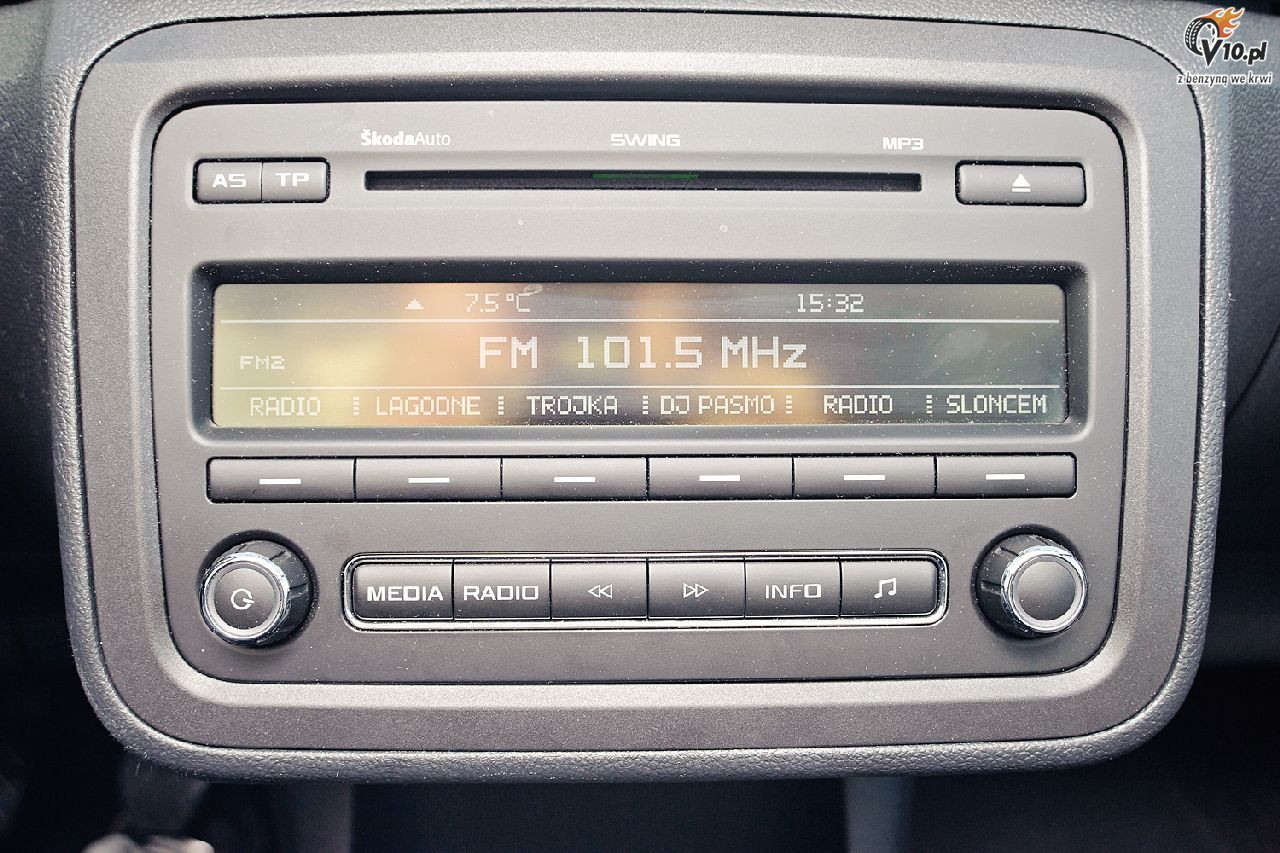 V10.pl
z benzyną we krwi
ŠkodaAuto SWING MP3
AS TP
7.5°C 15:32
FM2 FM 101.5 MHz
RADIO LAGODNE TROJKA DJ PASMO RADIO SLONCEM
MEDIA RADIO INFO